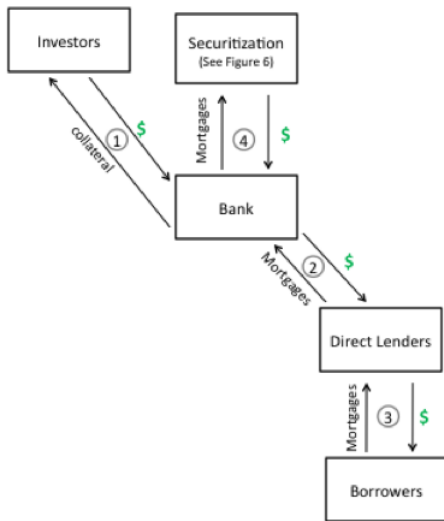 Investors
Securitization
(See Figure 6)
$
1
collateral
Mortgages
4
$
Bank
2
$
Mortgages
Direct Lenders
Mortgages
3
$
Borrowers